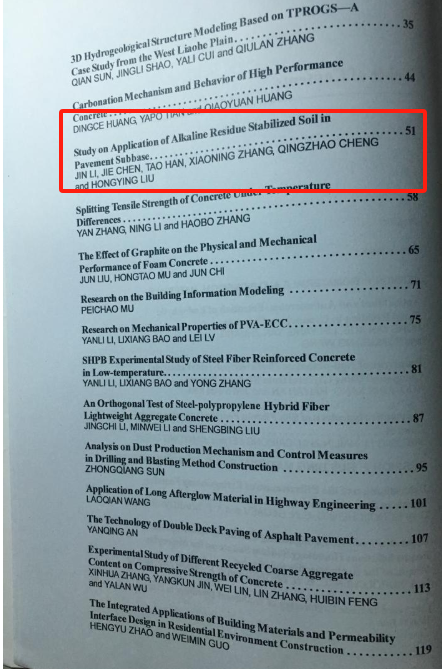 3D Hydrogeological Structure Modeling Based on TPROGS—A
Case Study from the West Liaohe Plain.......................35
QIAN SUN, JINGLI SHAO, YALI CUI and QIULAN ZHANG
Carbonation Mechanism and Behavior of High Performance
Concrete.......................44
DINGCE HUANG, YAPO TIAN and QIAOYUAN HUANG
Study on Application of Alkaline Residue Stabilized Soil in
Pavement Subbase.......................51
JIN LI, JIE CHEN, TAO HAN, XIAONING ZHANG, QINGZHAO CHENG
and HONGYING LIU
Splitting Tensile Strength of Concrete Under Temperature
Differences.......................58
YAN ZHANG, NING LI and HAOBO ZHANG
The Effect of Graphite on the Physical and Mechanical
Performance of Foam Concrete.......................65
JUN LIU, HONGTAO MU and JUN CHI
Research on the Building Information Modeling.......................71
PEICHAO MU
Research on Mechanical Properties of PVA-ECC.......................75
YANLI LI, LIXIANG BAO and LEI LV
SHPB Experimental Study of Steel Fiber Reinforced Concrete
in Low-temperature.......................81
YANLI LI, LIXIANG BAO and YONG ZHANG
An Orthogonal Test of Steel-polypropylene Hybrid Fiber
Lightweight Aggregate Concrete.......................87
JINGCHI LI, MINWEI LI and SHENGBING LIU
Analysis on Dust Production Mechanism and Control Measures
in Drilling and Blasting Method Construction.......................95
ZHONGQIANG SUN
Application of Long Afterglow Material in Highway Engineering.....101
LAOQIAN WANG
The Technology of Double Deck Paving of Asphalt Pavement.......107
YANQING AN
Experimental Study of Different Recycled Coarse Aggregate
Content on Compressive Strength of Concrete.......................113
XINHUA ZHANG, YANGKUN JIN, WEI LIN, LIN ZHANG, HUIBIN FENG
and YALAN WU
The Integrated Applications of Building Materials and Permeability
Interface Design in Residential Environment Construction.......................119
HENGYU ZHAO and WEIMIN GUO